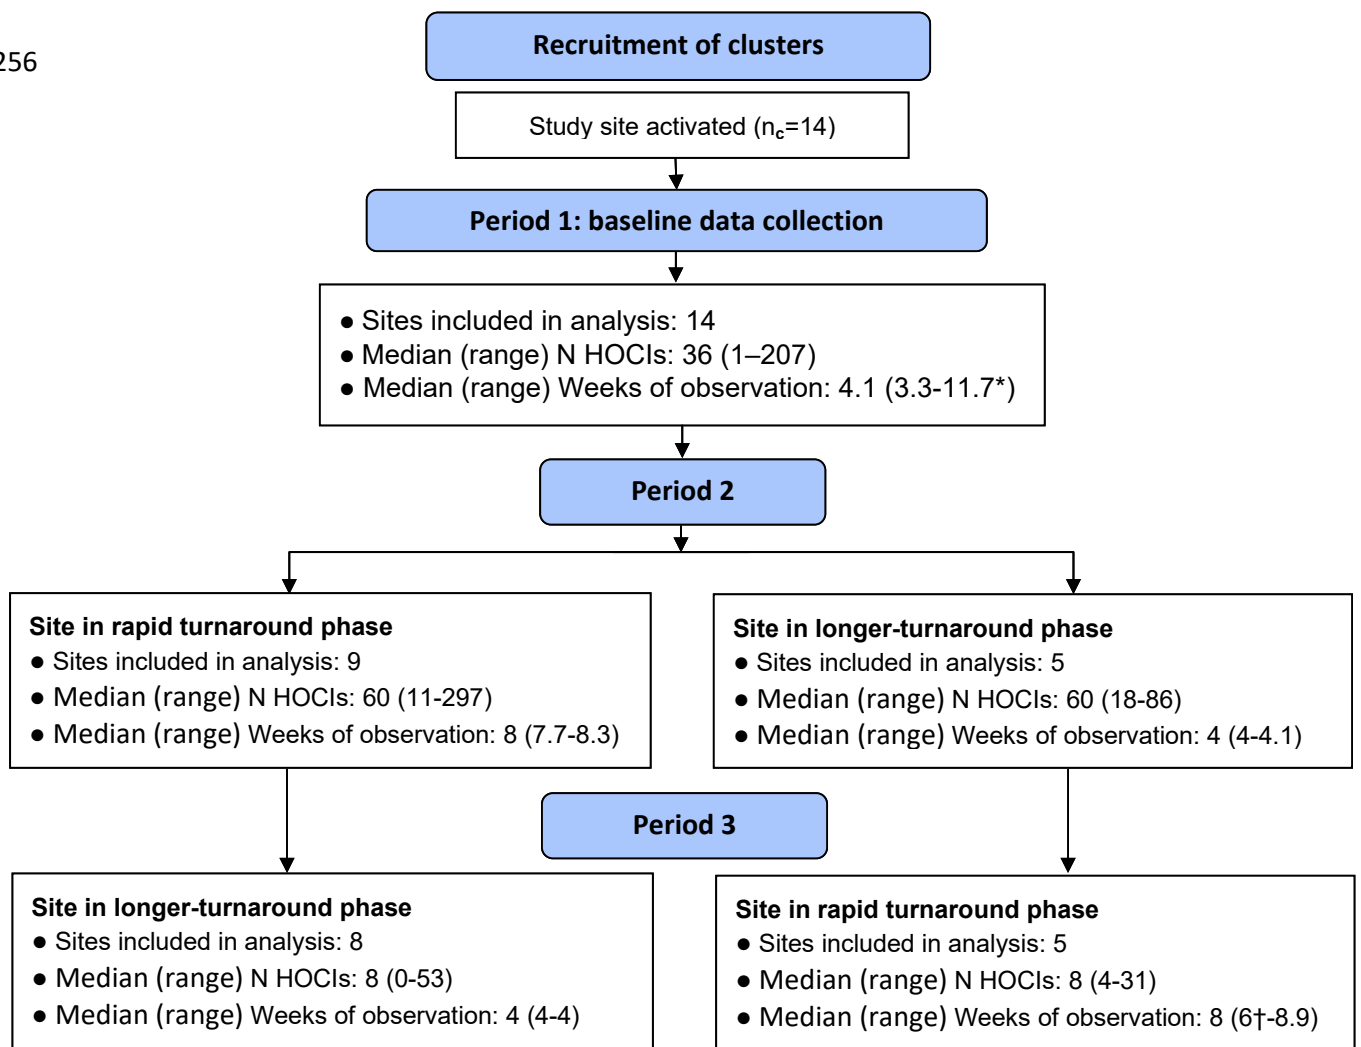 256
Recruitment of clusters
Study site activated (nc=14)
Period 1: baseline data collection
● Sites included in analysis: 14
● Median (range) N HOCIs: 36 (1–207)
● Median (range) Weeks of observation: 4.1 (3.3-11.7*)
Period 2
Site in rapid turnaround phase
● Sites included in analysis: 9
● Median (range) N HOCIs: 60 (11-297)
● Median (range) Weeks of observation: 8 (7.7-8.3)
Site in longer-turnaround phase
● Sites included in analysis: 5
● Median (range) N HOCIs: 60 (18-86)
● Median (range) Weeks of observation: 4 (4-4.1)
Period 3
Site in longer-turnaround phase
● Sites included in analysis: 8
● Median (range) N HOCIs: 8 (0-53)
● Median (range) Weeks of observation: 4 (4-4)
Site in rapid turnaround phase
● Sites included in analysis: 5
● Median (range) N HOCIs: 8 (4-31)
● Median (range) Weeks of observation: 8 (6†-8.9)